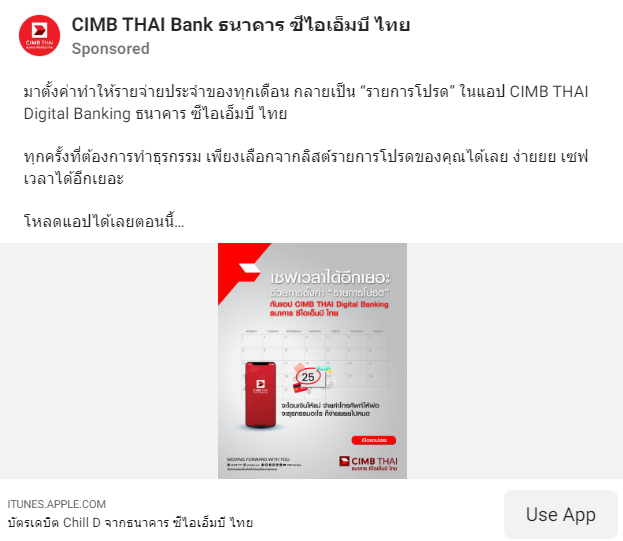 CIMB THAI Bank ธนาคาร ซีไอเอ็มบี ไทย
Sponsored
มาตั้งค่าทำให้รายจ่ายประจำของทุกเดือน กลายเป็น “รายการโปรด” ในแอป CIMB THAI
Digital Banking ธนาคาร ซีไอเอ็มบี ไทย
ทุกครั้งที่ต้องการทำธุรกรรม เพียงเลือกจากลิสต์รายการโปรดของคุณได้เลย ง่ายยย เซฟ
เวลาได้อีกเยอะ
โหลดแอปได้เลยตอนนี้...
เซฟเวลาได้อีกเยอะ
ด้วยการตั้งค่า “รายการโปรด”
กับแอป CIMB THAI Digital Banking
ธนาคาร ซีไอเอ็มบี ไทย
25
CIMB THAI
จะโอนเงินให้แม่ จ่ายค่าโทรศัพท์ให้พ่อ
จะธุรกรรมอะไร ก็ง่ายยยไปหมด
เปิดแอปเลย
MOVING FORWARD WITH YOU
CIMB THAI
ธนาคาร ซีไอเอ็มบี ไทย
ITUNES.APPLE.COM
บัตรเดบิต Chill D จากธนาคาร ซีไอเอ็มบี ไทย
Use App